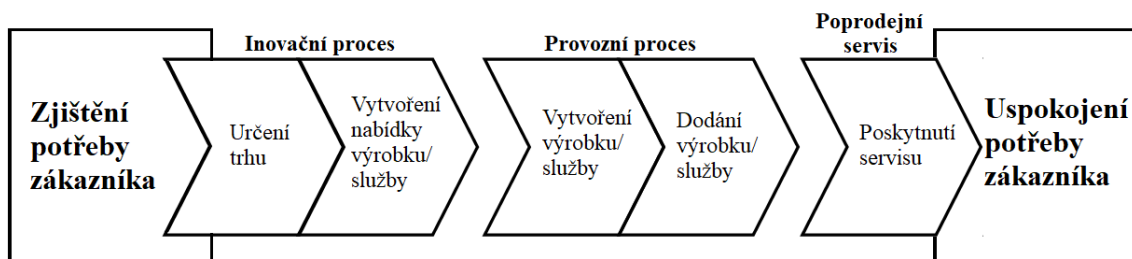 Inovační proces
Provozní proces
Poprodejní
servis
Zjištění
potřeby
zákazníka
Určení
trhu
Vytvoření
nabídky
výrobku/
služby
Vytvoření
výrobku/
služby
Dodání
výrobku/
služby
Poskytnutí
servisu
Uspokojení
potřeby
zákazníka